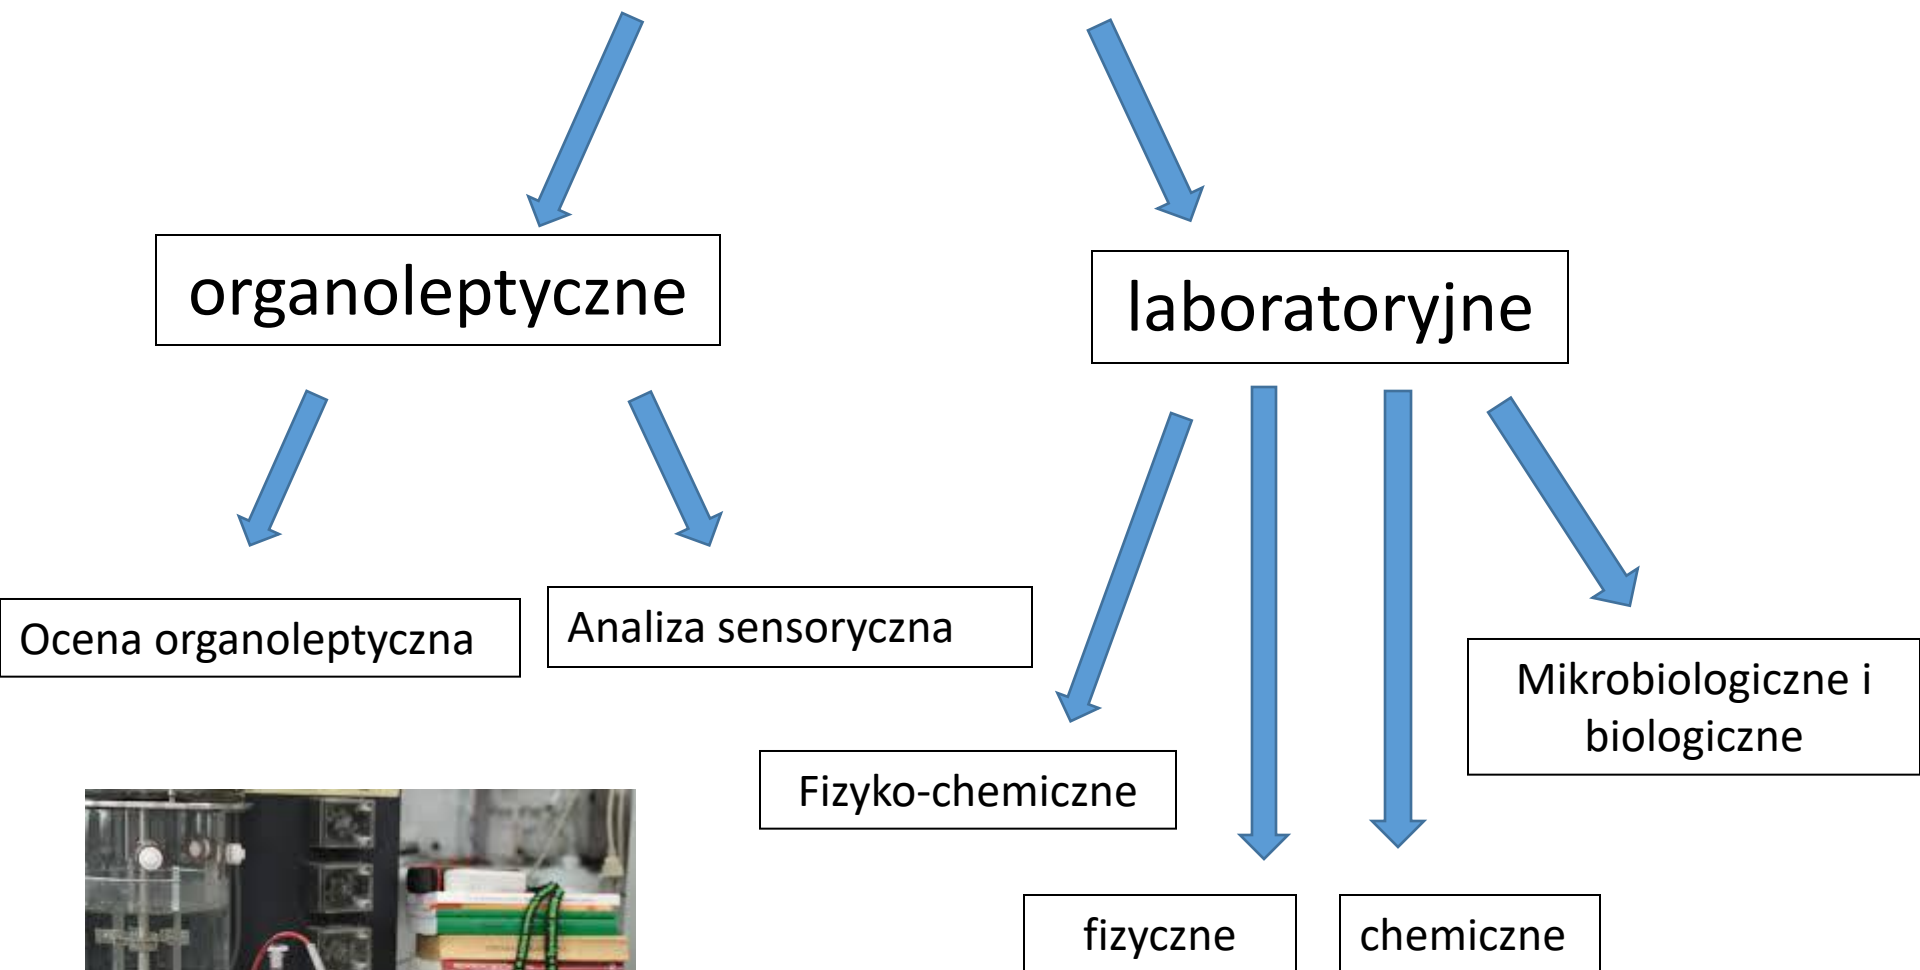 organoleptyczne
laboratoryjne
Ocena organoleptyczna
Analiza sensoryczna
Mikrobiologiczne i
biologiczne
Fizyko-chemiczne
fizyczne
chemiczne